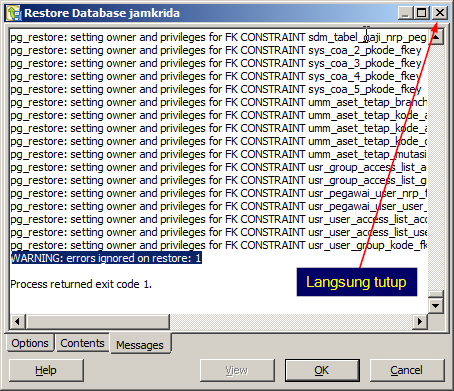 Restore Database jamkrida
pg_restore: setting owner and privileges for FK CONSTRAINT sdm_tabel_gaji_nrp_peg
pg_restore: setting owner and privileges for FK CONSTRAINT sys_coa_2_pkode_fkey
pg_restore: setting owner and privileges for FK CONSTRAINT sys_coa_3_pkode_fkey
pg_restore: setting owner and privileges for FK CONSTRAINT sys_coa_4_pkode_fkey
pg_restore: setting owner and privileges for FK CONSTRAINT sys_coa_5_pkode_fkey
pg_restore: setting owner and privileges for FK CONSTRAINT umm_aset_tetap_branch
pg_restore: setting owner and privileges for FK CONSTRAINT umm_aset_tetap_kode_a
pg_restore: setting owner and privileges for FK CONSTRAINT umm_aset_tetap_kode_a
pg_restore: setting owner and privileges for FK CONSTRAINT umm_aset_tetap_kode_c
pg_restore: setting owner and privileges for FK CONSTRAINT umm_aset_tetap_mutasi
pg_restore: setting owner and privileges for FK CONSTRAINT usr_group_access_list_a
pg_restore: setting owner and privileges for FK CONSTRAINT usr_group_access_list_g
pg_restore: setting owner and privileges for FK CONSTRAINT usr_pegawai_user_nrp_f
pg_restore: setting owner and privileges for FK CONSTRAINT usr_pegawai_user_user_
pg_restore: setting owner and privileges for FK CONSTRAINT usr_user_access_list_ac
pg_restore: setting owner and privileges for FK CONSTRAINT usr_user_access_list_us
pg_restore: setting owner and privileges for FK CONSTRAINT usr_user_group_kode_fk
WARNING: errors ignored on restore: 1
Process returned exit code 1.
Langsung tutup
Options Contents Messages
Help View OK Cancel